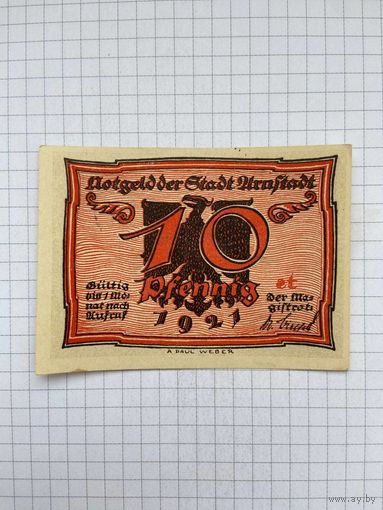 Notgeld der Stadt Arnstadt
10
Pfennig
1921
Gültig
bis 1 Mo-
nat nach
Aufruf
et
Der Ma-
gistrat:
A PAUL WEBER
www.ay.by